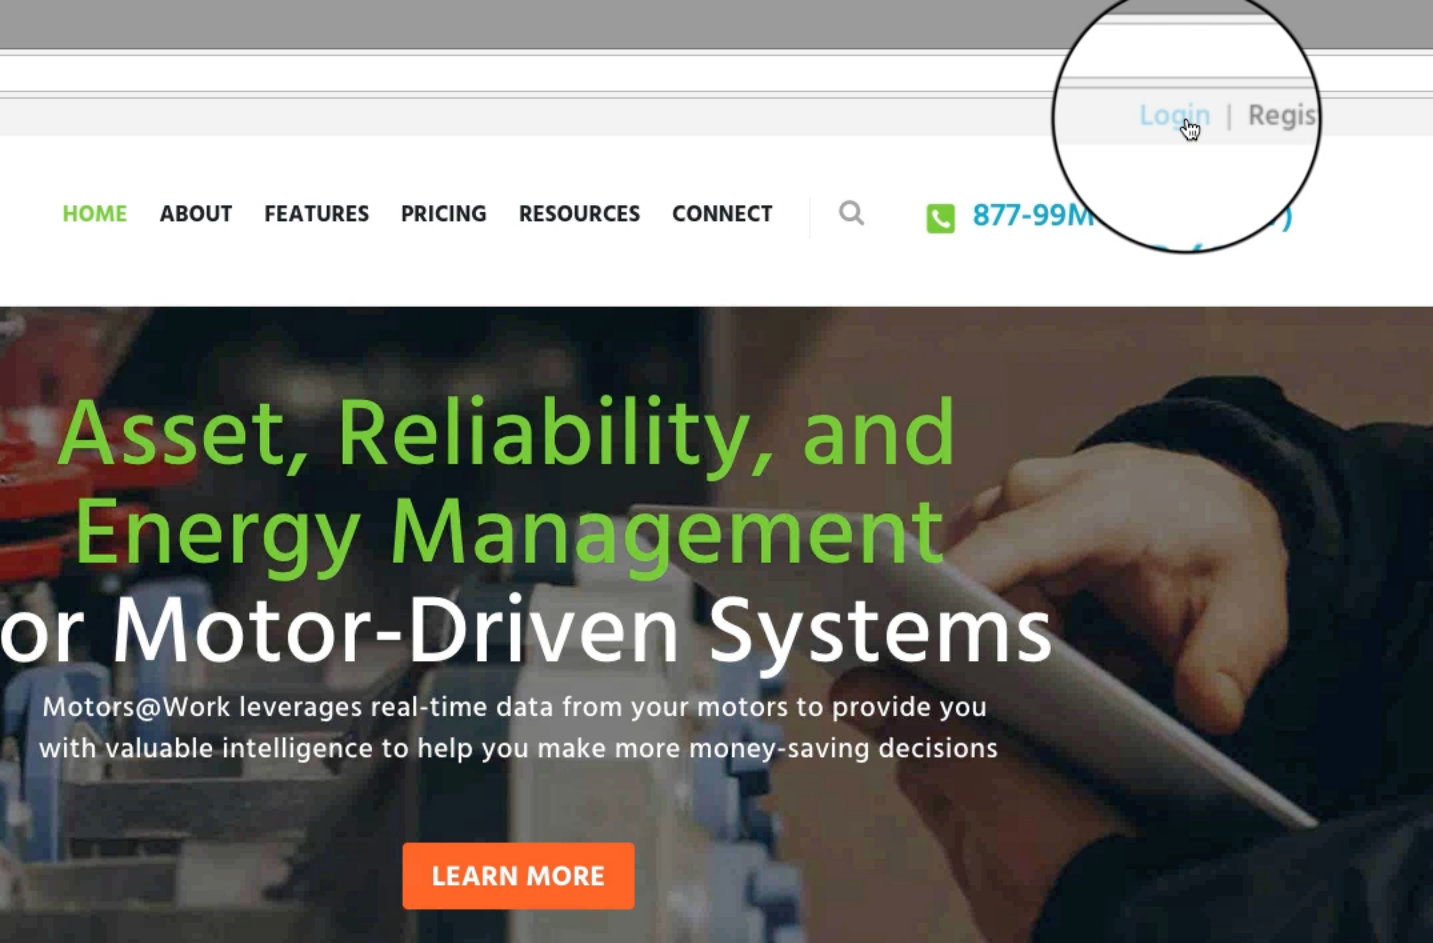 Login | Regis
HOME ABOUT FEATURES PRICING RESOURCES CONNECT 877-99M )
Asset, Reliability, and
Energy Management
or Motor-Driven Systems
Motors@Work leverages real-time data from your motors to provide you
with valuable intelligence to help you make more money-saving decisions
LEARN MORE